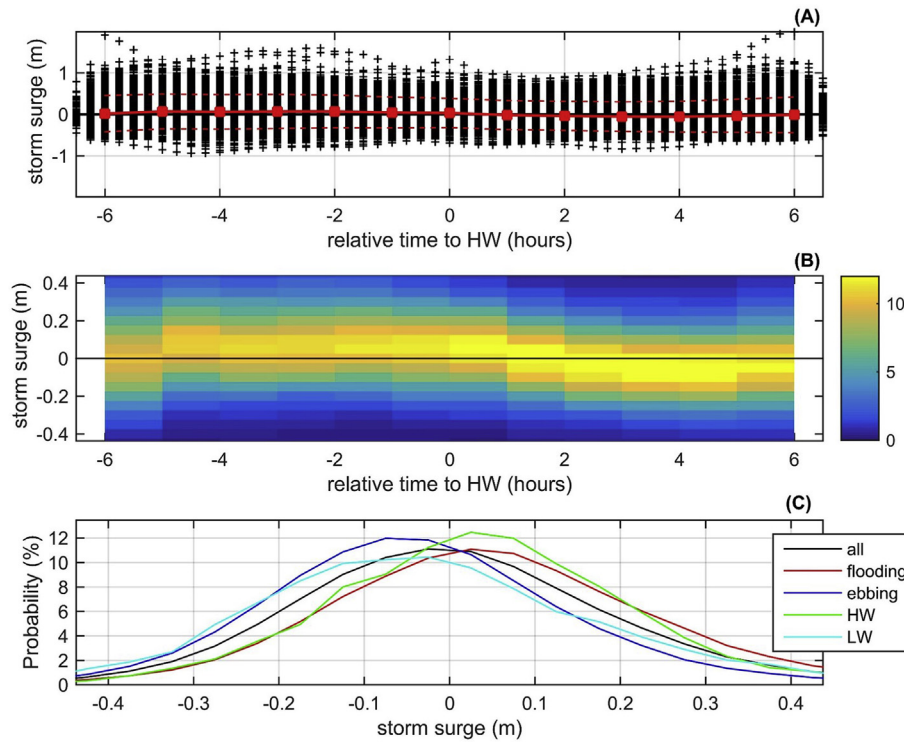 (A)
storm surge (m)
1
0
-1
-6 -4 -2 0 2 4 6
relative time to HW (hours)
(B)
storm surge (m)
0.4
0.2
0
-0.2
-0.4
-6 -4 -2 0 2 4 6
relative time to HW (hours)
10
5
0
(C)
Probability (%)
12
10
8
6
4
2
0
-0.4 -0.3 -0.2 -0.1 0 0.1 0.2 0.3 0.4
storm surge (m)
all
flooding
ebbing
HW
LW